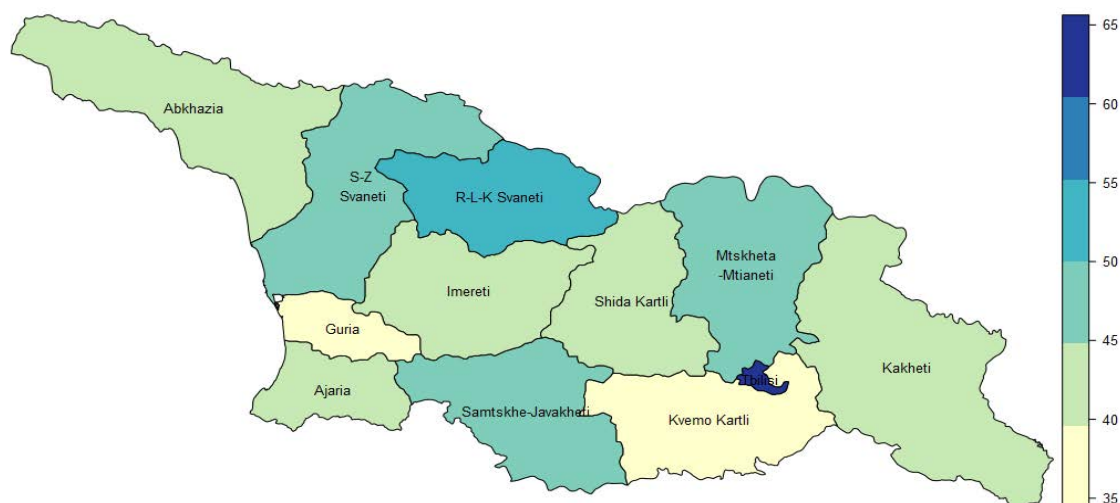 Abkhazia
S-Z
Svaneti
R-L-K Svaneti
Mtskheta
-Mtianeti
Imereti
Shida Kartli
Guria
Kakheti
Ajaria
Tbilisi
Samtskhe-Javakheti
Kvemo Kartli
65
60
55
50
45
40
35